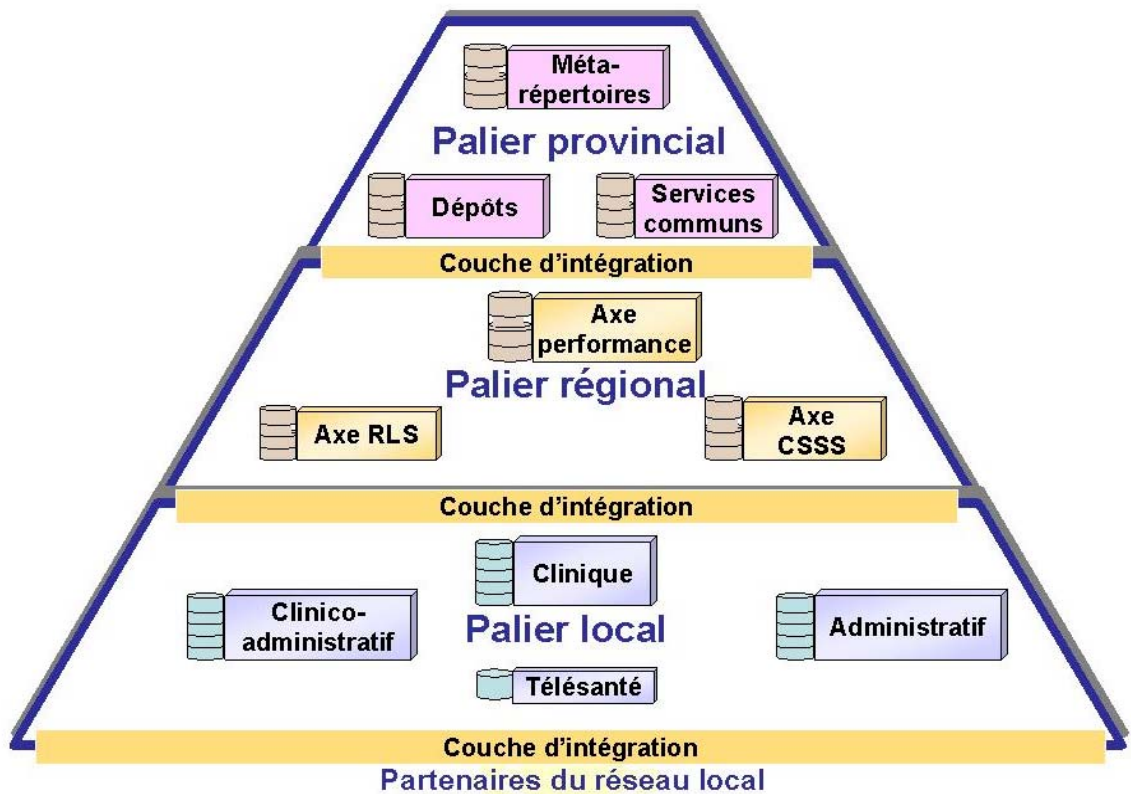 Méta-
répertoires
Palier provincial
Dépôts
Services
communs
Couche d'intégration
Axe
performance
Palier régional
Axe RLS
Axe
CSSS
Couche d'intégration
Clinique
Clinico-
administratif
Palier local
Administratif
Télésanté
Couche d'intégration
Partenaires du réseau local